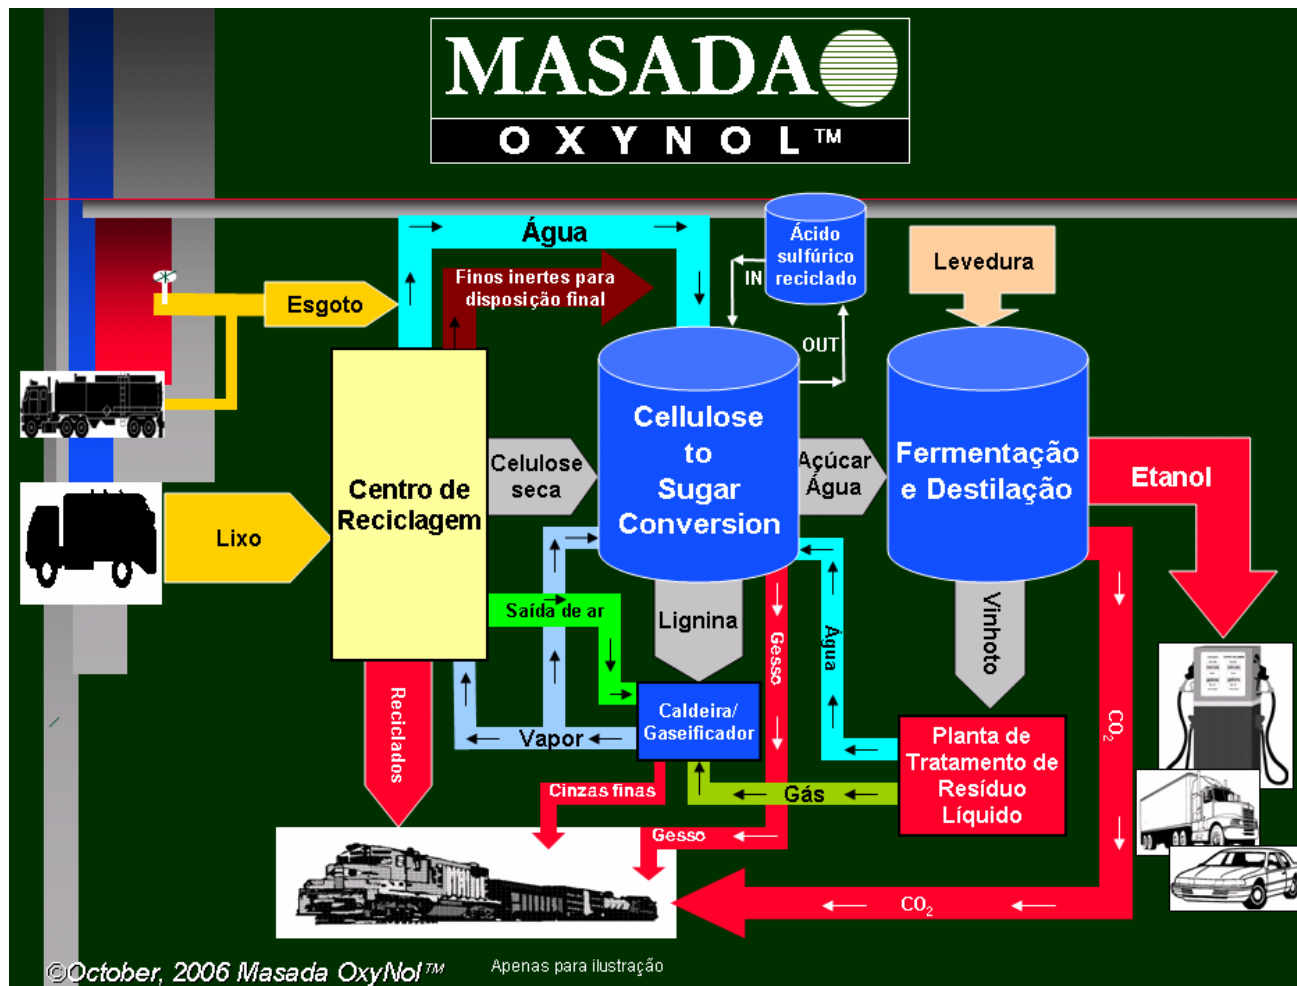 MASADA
OXYNOL™
Água
Ácido
sulfúrico
reciclado
IN
OUT
Levedura
Finos inertes para
disposição final
Esgoto
Cellulose
to
Sugar
Conversion
Celulose
seca
Açúcar
Água
Fermentação
e Destilação
Etanol
Centro de
Reciclagem
Lixo
Saída de ar
Lignina
Gesso
Água
Vinhoto
Reciclados
Vapor
Caldeira/
Gaseificador
Planta de
Tratamento de
Resíduo
Líquido
CO₂
Cinzas finas
Gás
Gesso
CO₂
©October, 2006 Masada OxyNol™
Apenas para ilustração